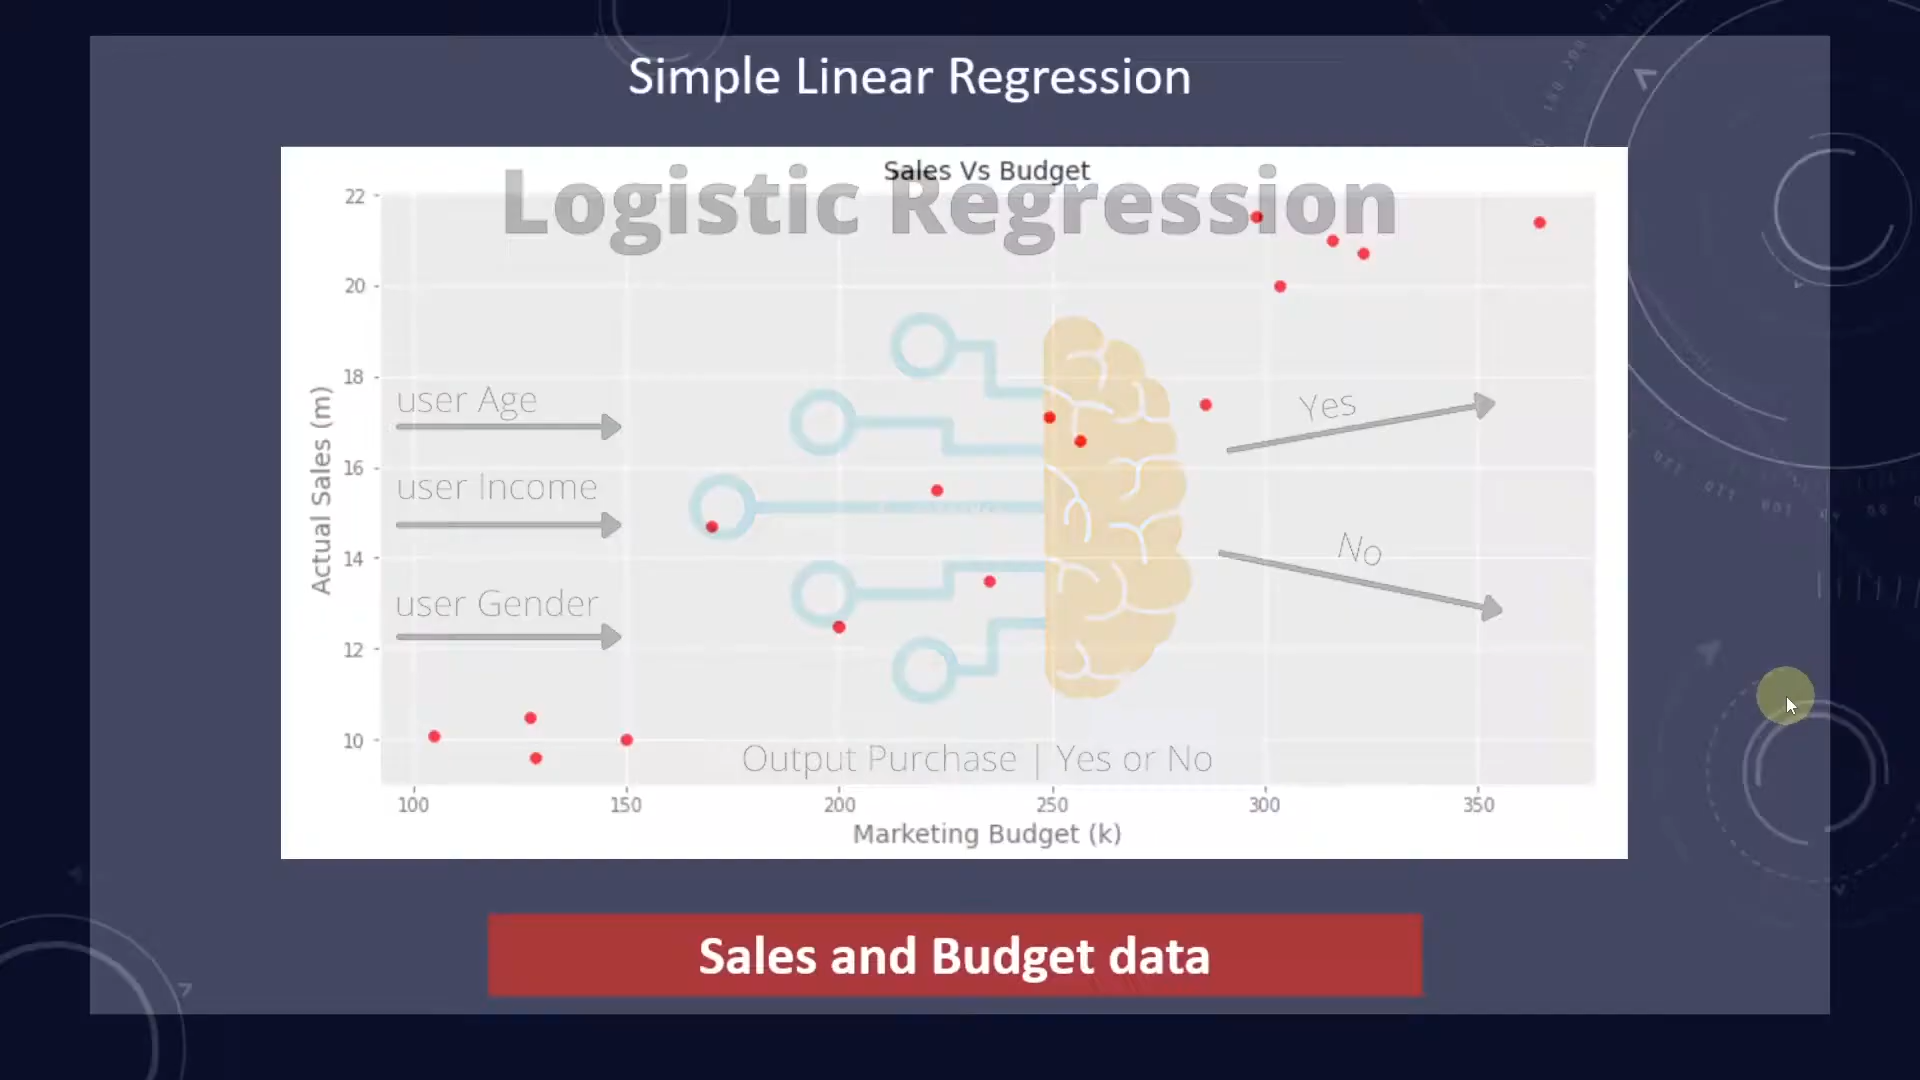 Simple Linear Regression
Sales Vs Budget
Logistic Regression
22
20
18
16
14
12
10
Actual Sales (m)
user Age
user Income
user Gender
Yes
No
Output Purchase | Yes or No
100 150 200 250 300 350
Marketing Budget (k)
Sales and Budget data